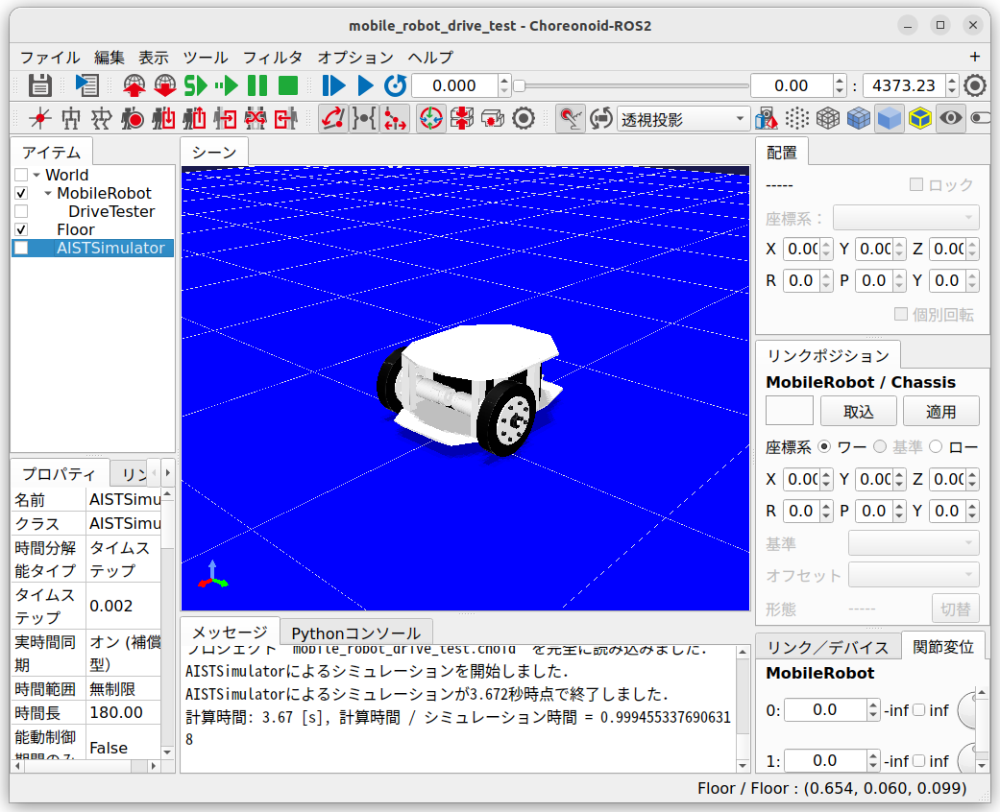 mobile_robot_drive_test - Choreonoid-ROS2
ファイル 編集 表示 ツール フィルタ オプション ヘルプ +
0.000 0.00 : 4373.23
透視投影
アイテム
World
MobileRobot
DriveTester
Floor
AISTSimulator
プロパティ リン
名前 AISTSimu
クラス AISTSimu
時間分解
能タイプ
タイムス
テップ
タイムス
テップ
0.002
実時間同
期
オン (補償
型)
時間範囲 無制限
時間長 180.00
能動制御
期間のみ
False
シーン
メッセージ Pythonコンソール
プロジェクト "mobile_robot_drive_test.cnoid" を完全に読み込みました.
AISTSimulatorによるシミュレーションを開始しました.
AISTSimulatorによるシミュレーションが3.672秒時点で終了しました.
計算時間: 3.67 [s], 計算時間 / シミュレーション時間 = 0.999455337690631
8
配置
----- ロック
座標系:
X 0.00 Y 0.00 Z 0.00
R 0.0 P 0.0 Y 0.0
個別回転
リンクポジション
MobileRobot / Chassis
取込 適用
座標系 ワー 基準 ロー
X 0.00 Y 0.00 Z 0.00
R 0.0 P 0.0 Y 0.0
基準
オフセット
形態 ----- 切替
リンク／デバイス 関節変位
MobileRobot
0: 0.0 -inf inf
1: 0.0 -inf inf
Floor / Floor : (0.654, 0.060, 0.099)